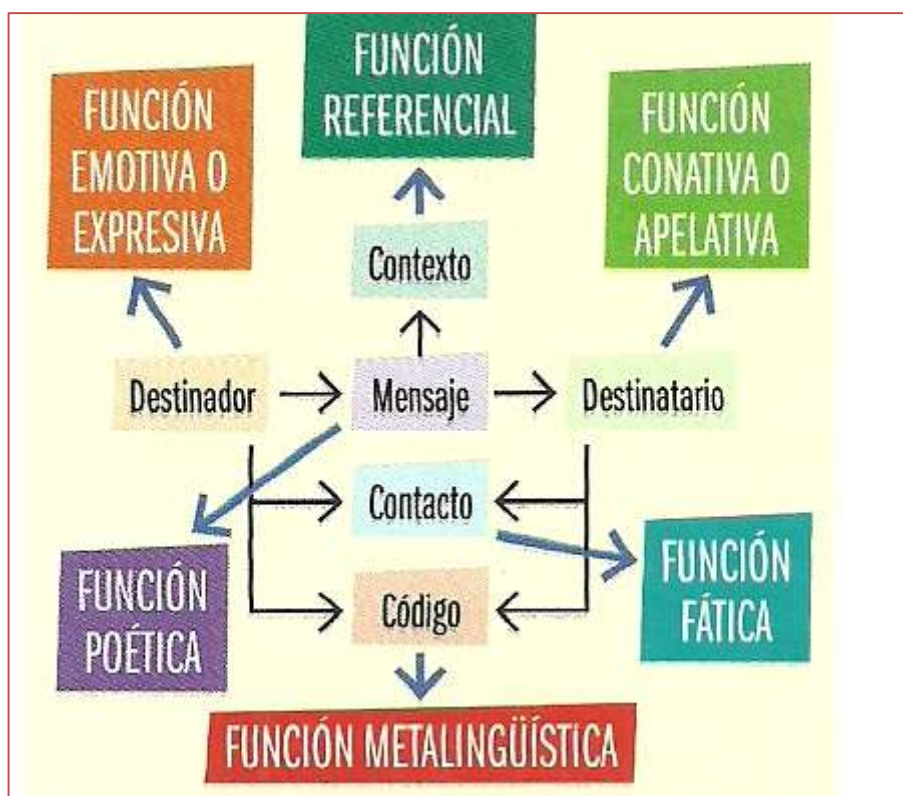 FUNCIÓN
REFERENCIAL
FUNCIÓN
EMOTIVA O
EXPRESIVA
FUNCIÓN
CONATIVA O
APELATIVA
Contexto
Destinador
Mensaje
Destinatario
Contacto
Código
FUNCIÓN
POÉTICA
FUNCIÓN
FÁTICA
FUNCIÓN METALINGÜÍSTICA